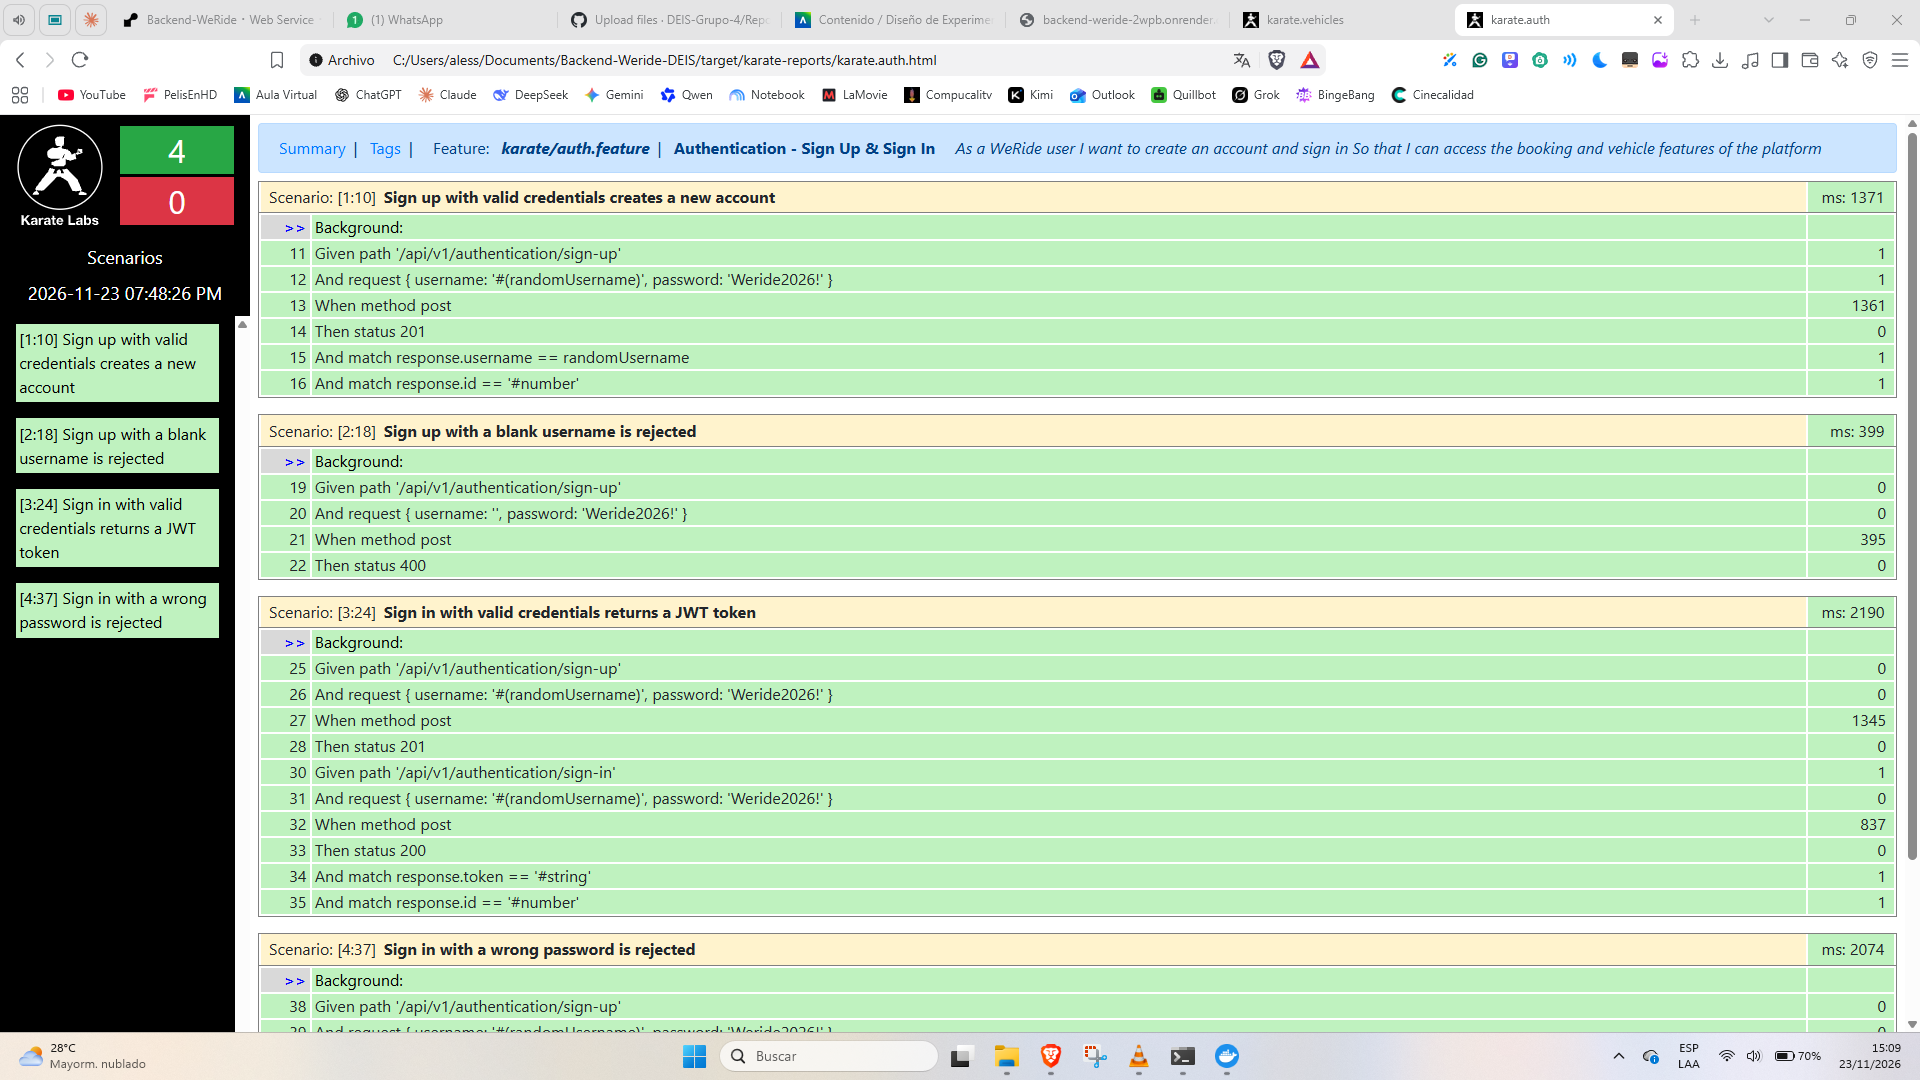 Backend-WeRide · Web Service
(1) WhatsApp
Upload files · DEIS-Grupo-4/Repo
Contenido / Diseño de Experime
backend-weride-2wpb.onrender.
karate.vehicles
karate.auth
Archivo C:/Users/aless/Documents/Backend-Weride-DEIS/target/karate-reports/karate.auth.html
YouTube
PelisEnHD
Aula Virtual
ChatGPT
Claude
DeepSeek
Gemini
Qwen
Notebook
LaMovie
Compucalitv
Kimi
Outlook
Quillbot
Grok
BingeBang
Cinecalidad
Karate Labs
4
0
Scenarios
2026-11-23 07:48:26 PM
[1:10] Sign up with valid
credentials creates a new
account
[2:18] Sign up with a blank
username is rejected
[3:24] Sign in with valid
credentials returns a JWT
token
[4:37] Sign in with a wrong
password is rejected
Summary | Tags | Feature: karate/auth.feature | Authentication - Sign Up & Sign In As a WeRide user I want to create an account and sign in So that I can access the booking and vehicle features of the platform
Scenario: [1:10] Sign up with valid credentials creates a new account ms: 1371
>> Background:
11 Given path '/api/v1/authentication/sign-up' 1
12 And request { username: '#(randomUsername)', password: 'Weride2026!' } 1
13 When method post 1361
14 Then status 201 0
15 And match response.username == randomUsername 1
16 And match response.id == '#number' 1
Scenario: [2:18] Sign up with a blank username is rejected ms: 399
>> Background:
19 Given path '/api/v1/authentication/sign-up' 0
20 And request { username: '', password: 'Weride2026!' } 0
21 When method post 395
22 Then status 400 0
Scenario: [3:24] Sign in with valid credentials returns a JWT token ms: 2190
>> Background:
25 Given path '/api/v1/authentication/sign-up' 0
26 And request { username: '#(randomUsername)', password: 'Weride2026!' } 0
27 When method post 1345
28 Then status 201 0
30 Given path '/api/v1/authentication/sign-in' 1
31 And request { username: '#(randomUsername)', password: 'Weride2026!' } 0
32 When method post 837
33 Then status 200 0
34 And match response.token == '#string' 1
35 And match response.id == '#number' 1
Scenario: [4:37] Sign in with a wrong password is rejected ms: 2074
>> Background:
38 Given path '/api/v1/authentication/sign-up' 0
39 And request { username: '#(randomUsername)', password: 'Weride2026!' } 0
28°C
Mayorm. nublado
Buscar
ESP
LAA
70%
15:09
23/11/2026